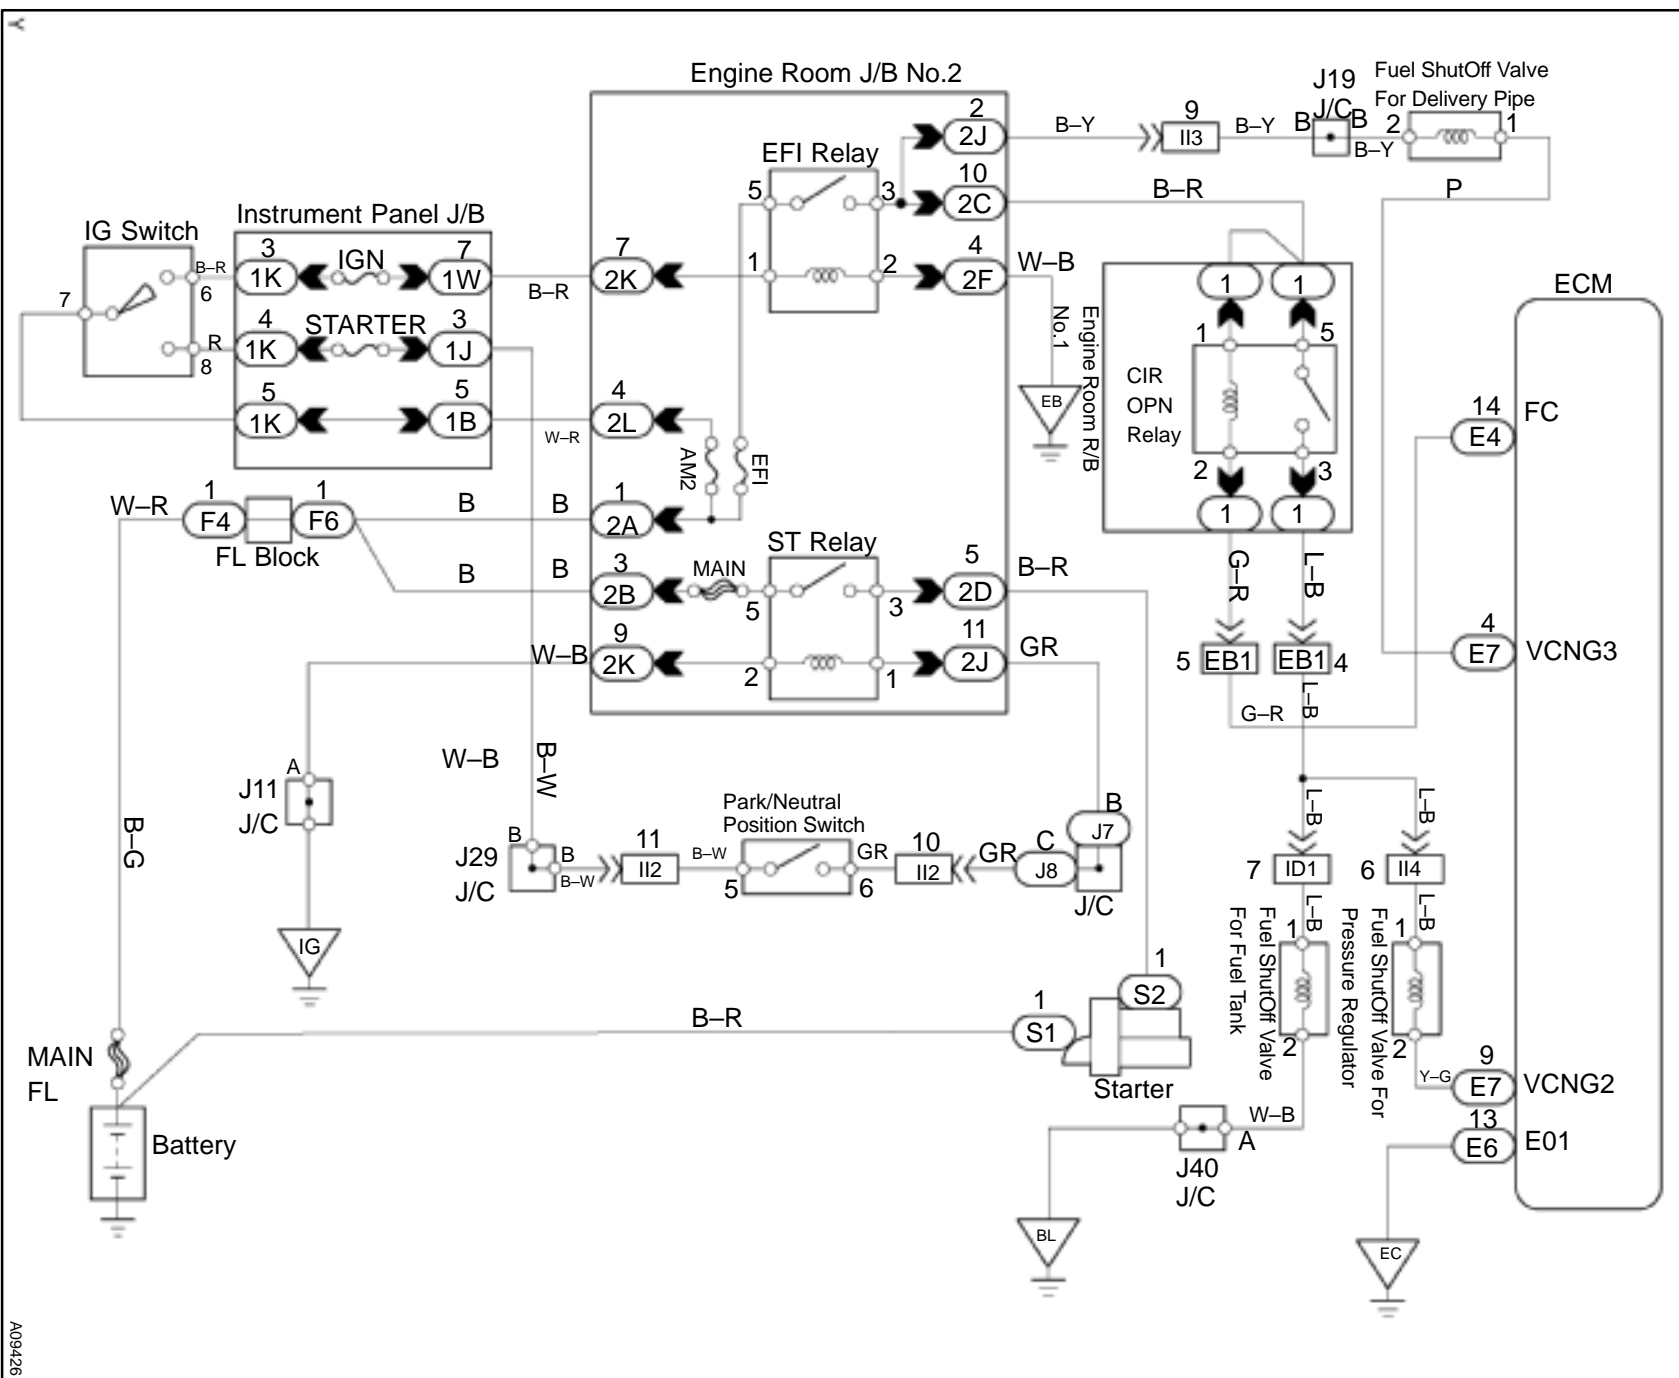 Y
Engine Room J/B No.2
Fuel ShutOff Valve
For Delivery Pipe
J19
J/C
2
2J
B–Y
9
II3
B–Y
B
B
2
B–Y
1
EFI Relay
5
3
10
2C
B–R
P
IG Switch
Instrument Panel J/B
B–R
6
3
1K
IGN
7
1W
B–R
7
2K
1
2
4
2F
W–B
7
R
8
4
1K
STARTER
3
1J
5
1K
5
1B
W–R
4
2L
AM2
EFI
EB
Engine Room R/B
No.1
1
1
1
5
CIR
OPN
Relay
2
3
1
1
ECM
14
E4
FC
W–R
1
F4
1
F6
FL Block
B
B
1
2A
B
B
3
2B
MAIN
ST Relay
5
3
5
2D
B–R
G–R
L–B
W–B
9
2K
2
1
11
2J
GR
5
EB1
EB1
4
4
E7
VCNG3
L–B
G–R
W–B
B–W
A
J11
J/C
B–G
Park/Neutral
Position Switch
B
J29
J/C
B
B–W
11
II2
B–W
5
GR
6
10
II2
GR
C
J8
B
J7
J/C
L–B
L–B
7
ID1
6
II4
L–B
L–B
IG
1
Fuel ShutOff Valve
For Fuel Tank
2
1
Fuel ShutOff Valve For
Pressure Regulator
2
1
S2
1
S1
B–R
Starter
MAIN
FL
Battery
Y–G
9
E7
VCNG2
13
E6
E01
W–B
A
J40
J/C
BL
EC
A09426